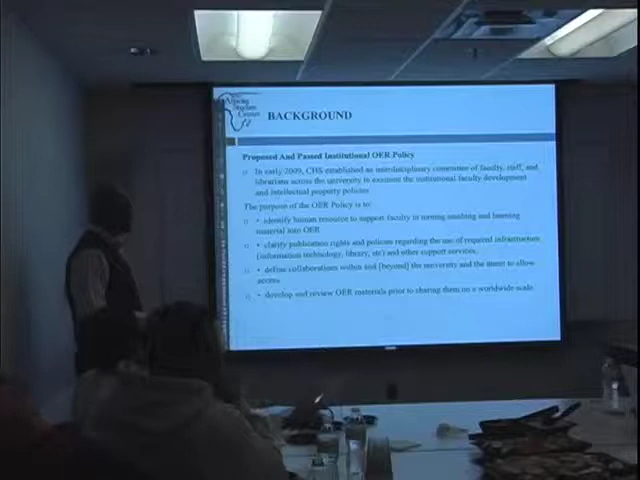 African
Studies
Center
BACKGROUND
Proposed And Passed Institutional OER Policy
In early 2009, CHS established an interdisciplinary committee of faculty, staff, and
librarians across the university to examine the institutional faculty development
and intellectual property policies
The purpose of the OER Policy is to:
• identify human resource to support faculty in turning teaching and learning
material into OER
• clarify publication rights and policies regarding the use of required infrastructure
(information technology, library, etc) and other support services.
• define collaborations within and [beyond] the university and the intent to allow
access
• develop and review OER materials prior to sharing them on a worldwide scale